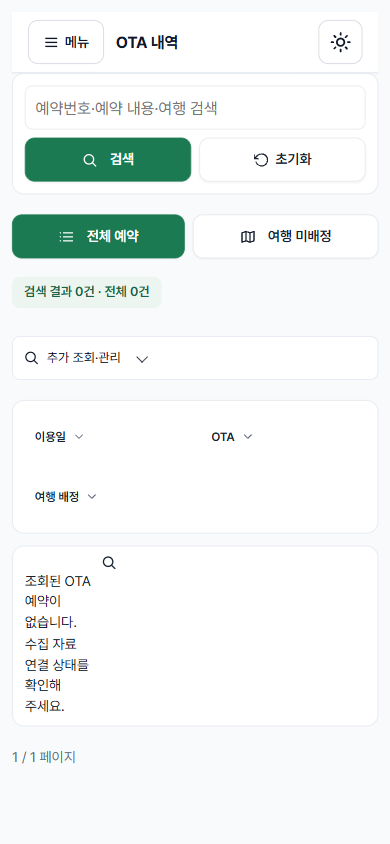 메뉴
OTA 내역
예약번호·예약 내용·여행 검색
검색
초기화
전체 예약
여행 미배정
검색 결과 0건 · 전체 0건
추가 조회·관리
이용일
OTA
여행 배정
조회된 OTA
예약이
없습니다.
수집 자료
연결 상태를
확인해
주세요.
1 / 1 페이지